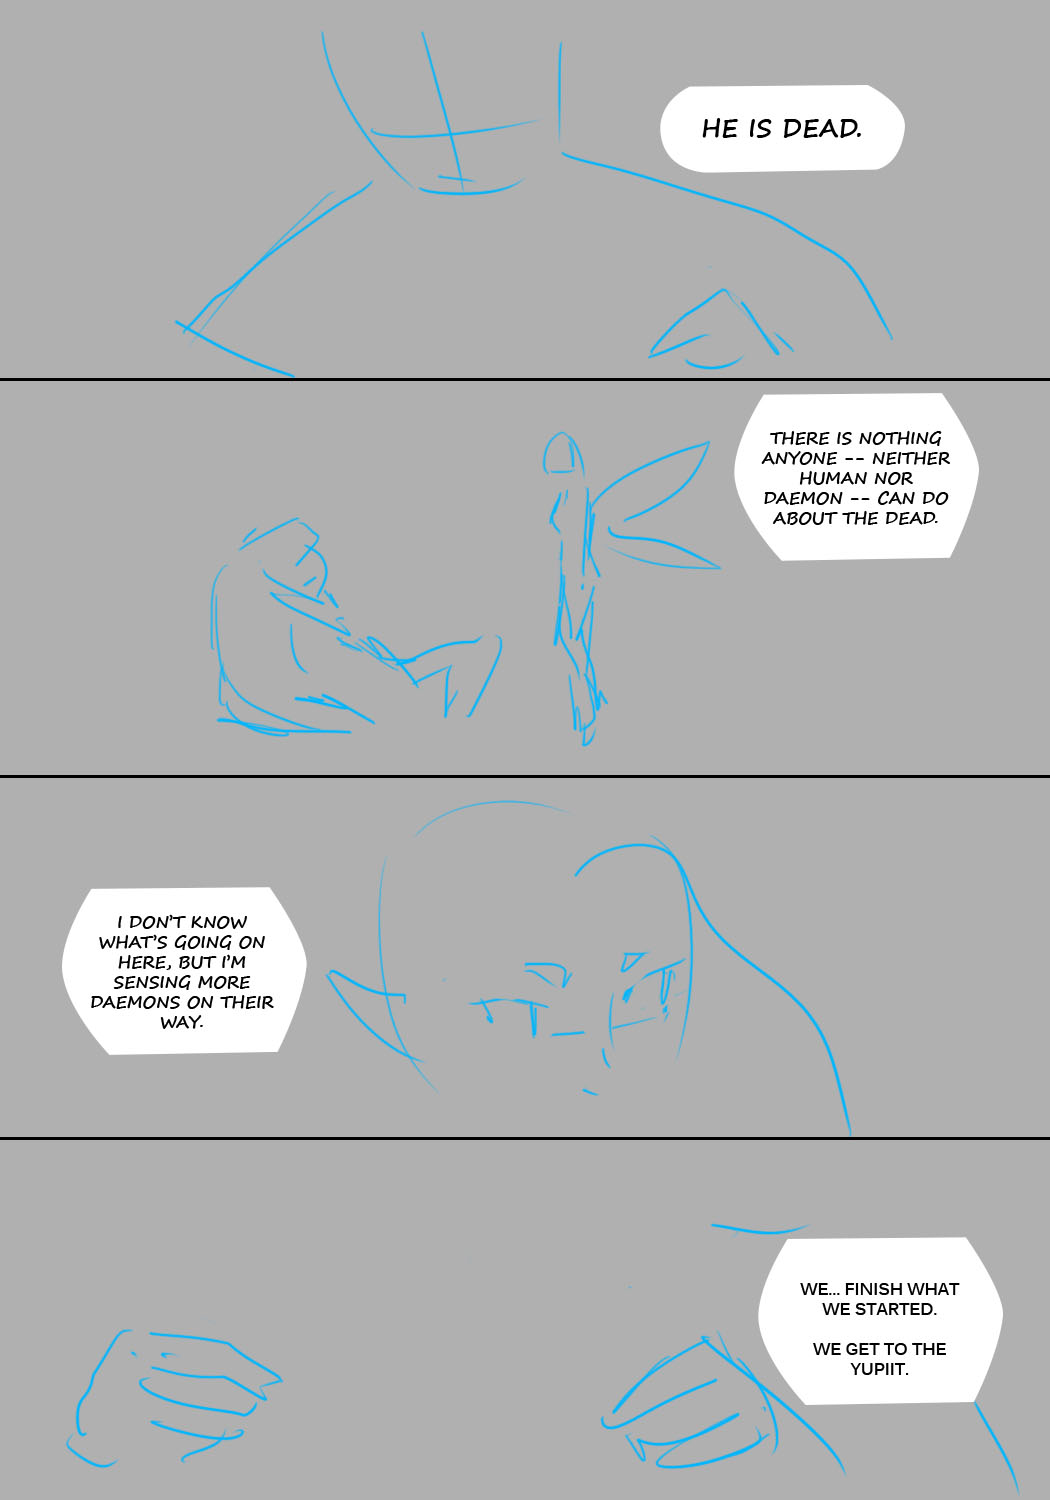 HE IS DEAD.
THERE IS NOTHING
ANYONE -- NEITHER
HUMAN NOR
DAEMON -- CAN DO
ABOUT THE DEAD.
I DON'T KNOW
WHAT'S GOING ON
HERE, BUT I'M
SENSING MORE
DAEMONS ON THEIR
WAY.
WE... FINISH WHAT
WE STARTED.
WE GET TO THE
YUPIIT.